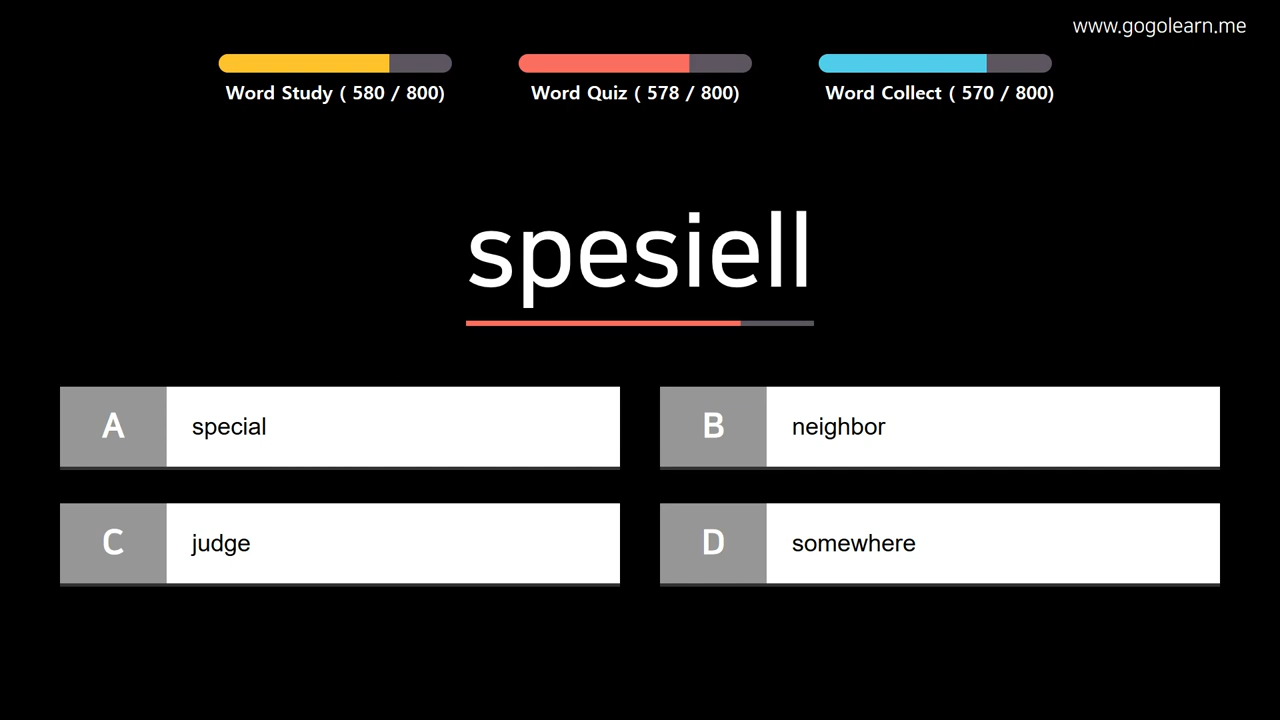 www.gogolearn.me
Word Study ( 580 / 800)
Word Quiz ( 578 / 800)
Word Collect ( 570 / 800)
spesiell
A special
B neighbor
C judge
D somewhere